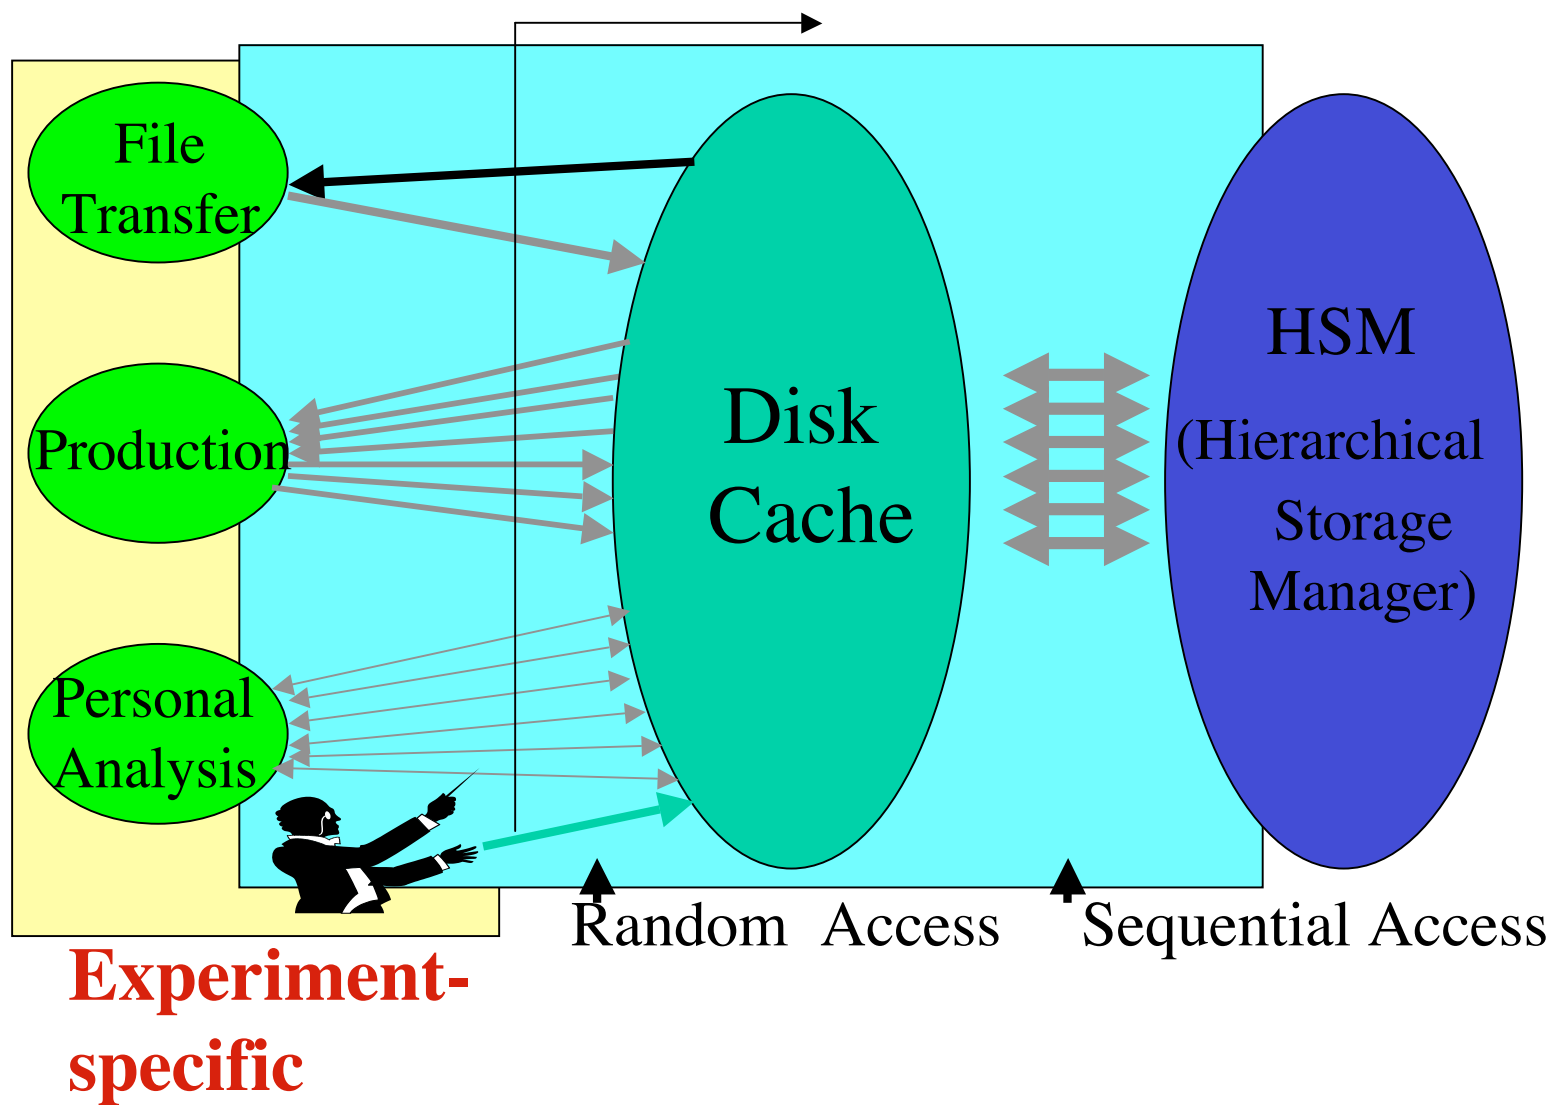 File
Transfer
Production
Personal
Analysis
Disk
Cache
HSM
(Hierarchical
Storage
Manager)
Random Access
Sequential Access
Experiment-
specific